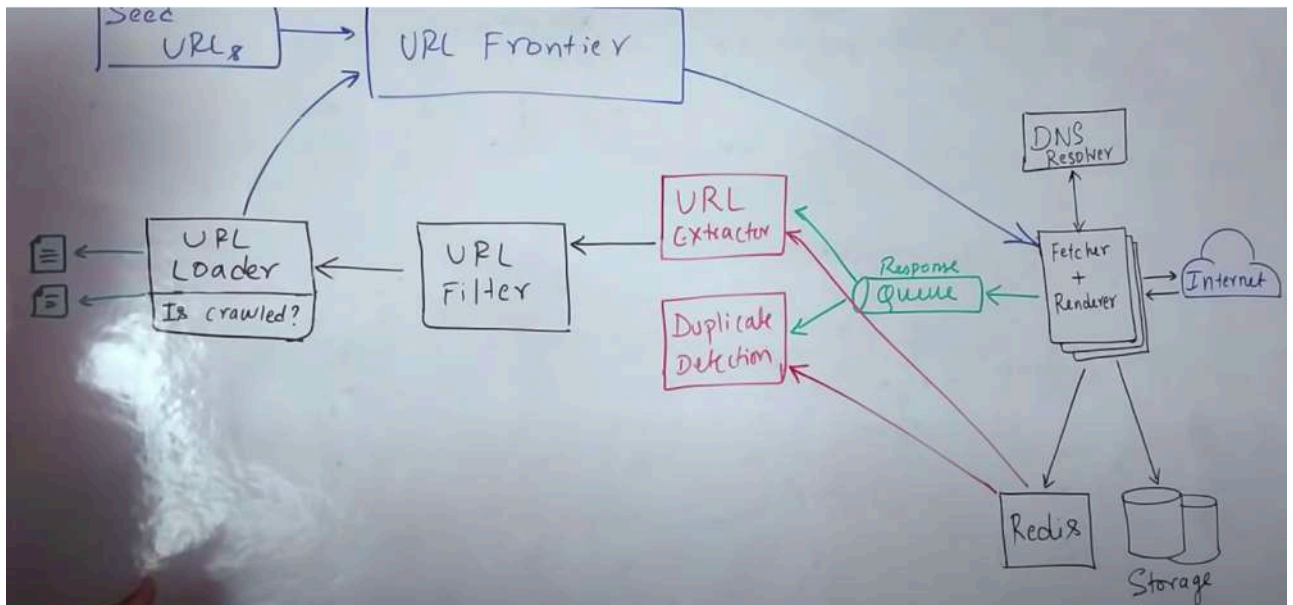 Seed
URLs
URL Frontier
DNS
Resolver
URL
Extractor
Fetcher
+
Renderer
Internet
Response
Queue
URL
Loader
Is crawled?
URL
Filter
Duplicate
Detection
Redis
Storage